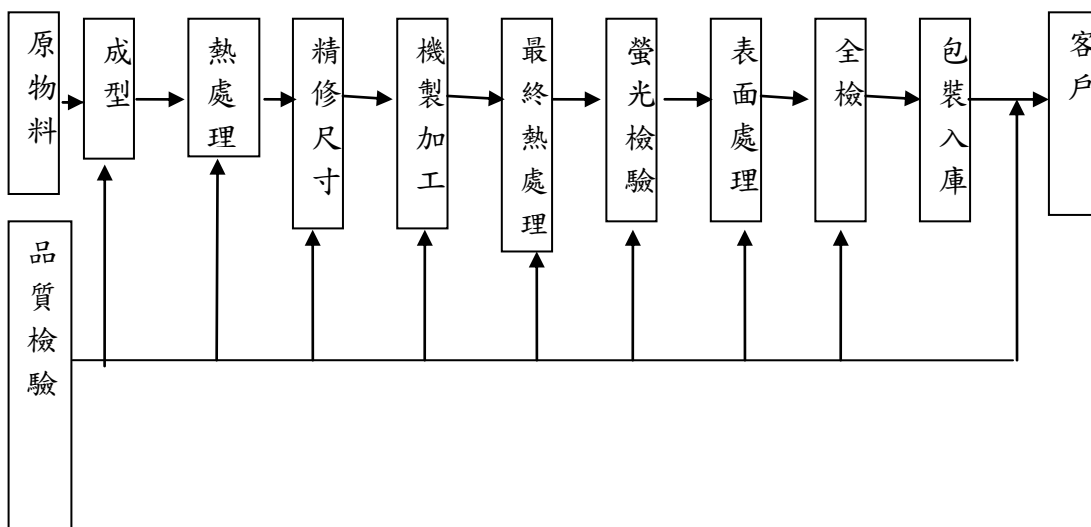 原物料
成型
熱處理
精修尺寸
機製加工
最終熱處理
螢光檢驗
表面處理
全檢
包裝入庫
客戶
品質檢驗